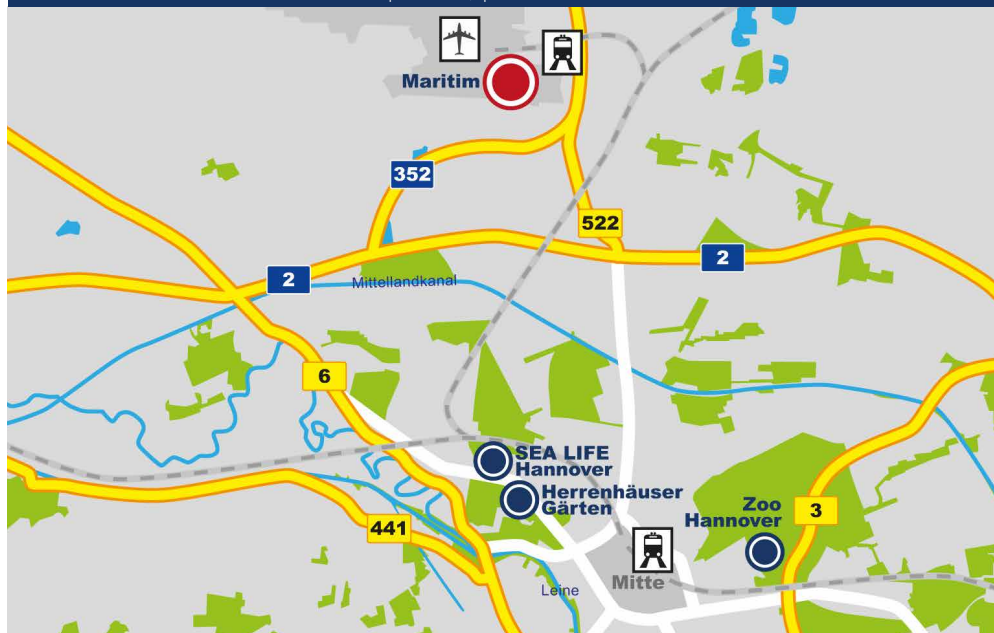 Maritim
352
522
2
2
Mittellandkanal
6
SEA LIFE
Hannover
Herrenhäuser
Gärten
Zoo
Hannover
3
441
Mitte
Leine